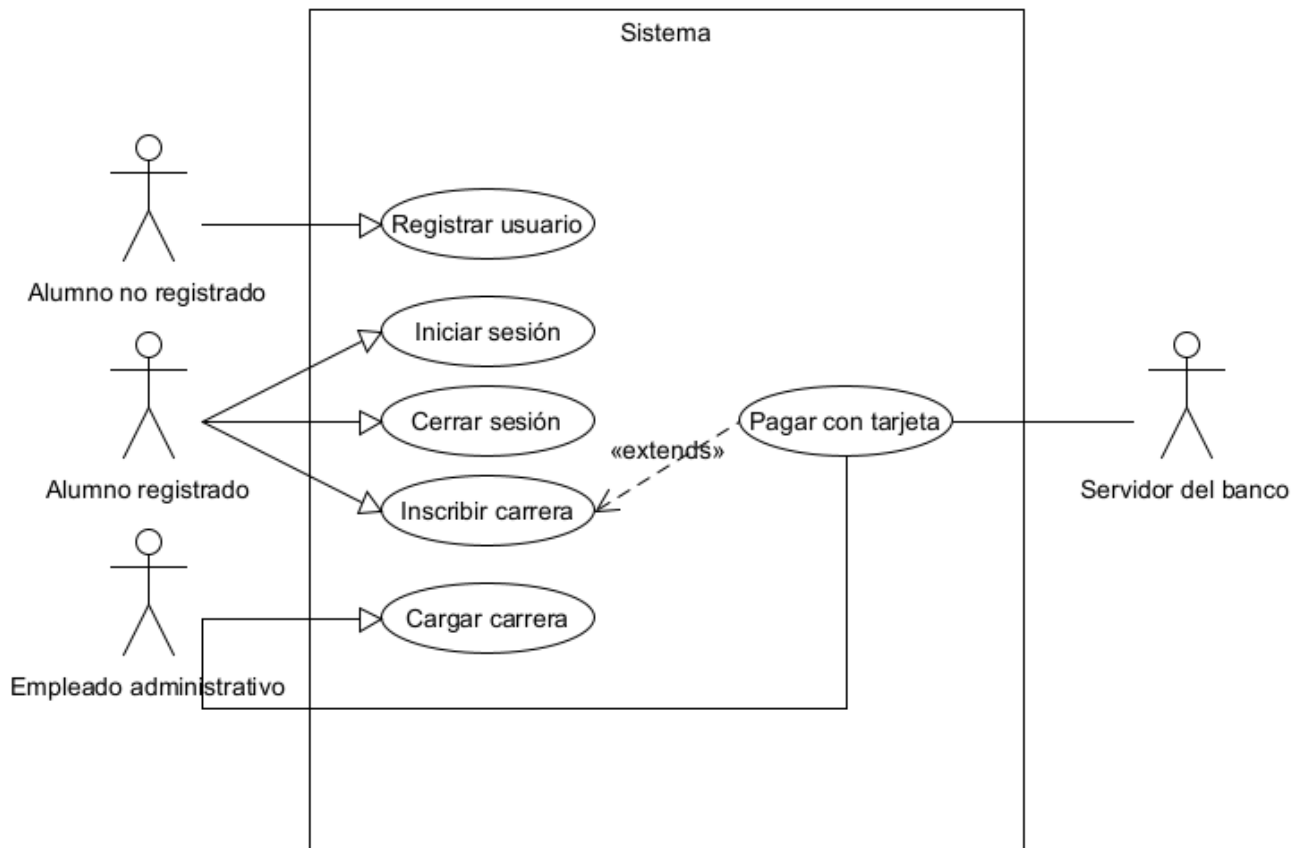 Sistema
Registrar usuario
Alumno no registrado
Iniciar sesión
Cerrar sesión
Pagar con tarjeta
«extends»
Alumno registrado
Inscribir carrera
Servidor del banco
Cargar carrera
Empleado administrativo